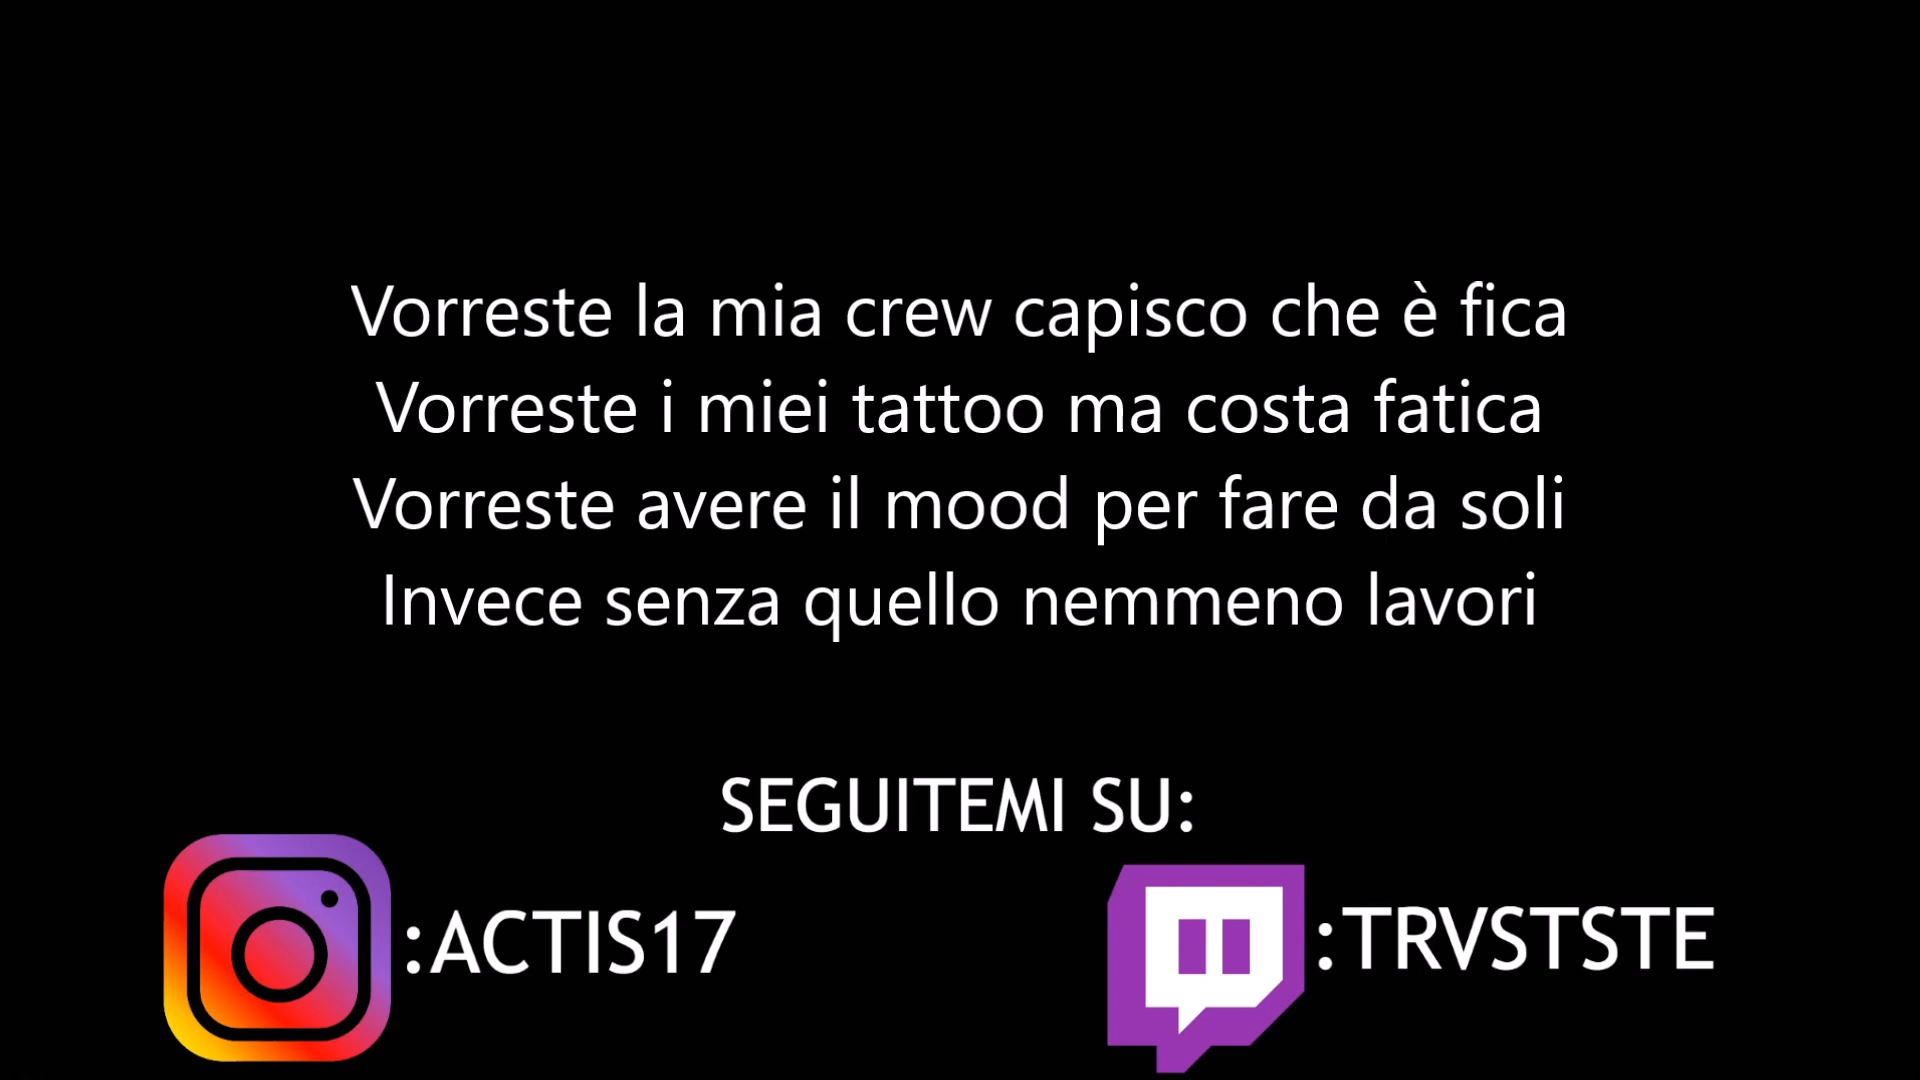 Vorreste la mia crew capisco che è fica
Vorreste i miei tattoo ma costa fatica
Vorreste avere il mood per fare da soli
Invece senza quello nemmeno lavori
SEGUITEMI SU:
:ACTIS17
:TRVSTSTE